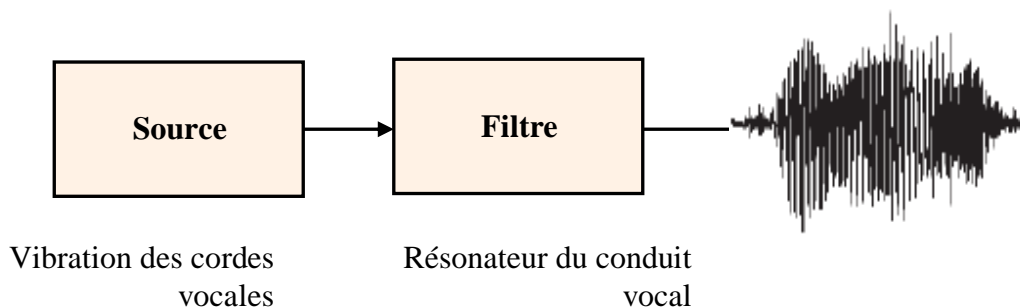 Source
Filtre
Vibration des cordes
vocales
Résonateur du conduit
vocal